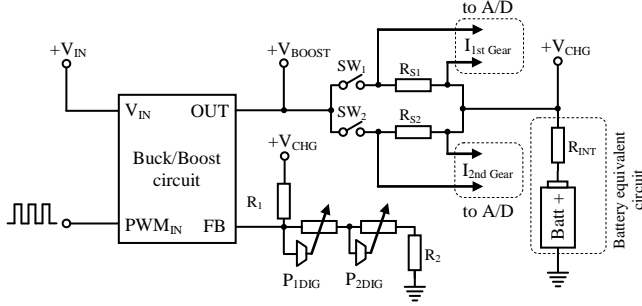 to A/D
+V_IN
+V_BOOST
I_1st Gear
+V_CHG
SW_1
R_S1
V_IN
OUT
SW_2
R_S2
Buck/Boost
circuit
+V_CHG
R_INT
I_2nd Gear
R_1
to A/D
Batt +
Battery equivalent
circuit
PWM_IN
FB
R_2
P_1DIG
P_2DIG